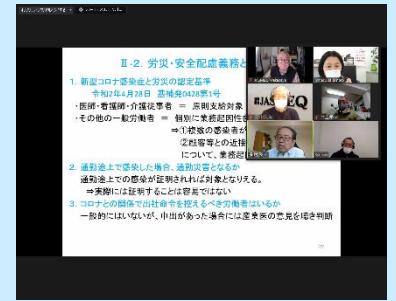 Ⅱ-2. 労災・安全配慮義務と
1. 新型コロナ感染症と労災の認定基準
令和2年4月28日 基補発0428第1号
・医師・看護師・介護従事者 = 原則支給対象
・その他の一般労働者 = 個別に業務起因性を
⇒①複数の感染者が
②顧客等との近接
について、業務起
2. 通勤途上で感染した場合、通勤災害となるか
通勤途上での感染が証明されれば対象となりえる。
⇒実際には証明することは容易ではない
3. コロナとの関係で出社命令を控えるべき労働者はいるか
一般的にはいないが、申出があった場合には産業医の意見を聴き判断